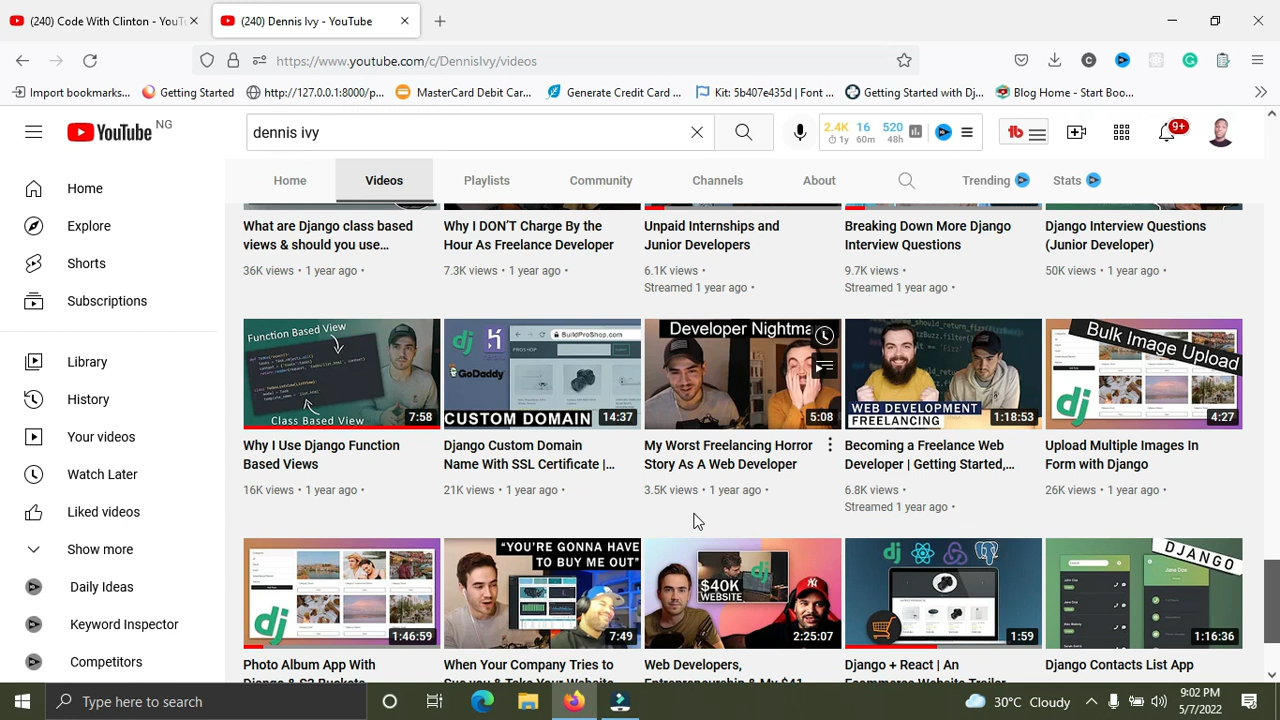 (240) Code With Clinton - YouTu
(240) Dennis Ivy - YouTube
https://www.youtube.com/c/DennisIvy/videos
Import bookmarks...
Getting Started
http://127.0.0.1:8000/p...
MasterCard Debit Car...
Generate Credit Card ...
Kit: 5b407e435d | Font ...
Getting Started with Dj...
Blog Home - Start Boo...
YouTube NG
dennis ivy
2.4K 16 520
1y 60m 48h
9+
Home Videos Playlists Community Channels About Trending Stats
Home
Explore
Shorts
Subscriptions
Library
History
Your videos
Watch Later
Liked videos
Show more
Daily Ideas
Keyword Inspector
Competitors
What are Django class based
views & should you use...
36K views • 1 year ago •
Why I DON'T Charge By the
Hour As Freelance Developer
7.3K views • 1 year ago •
Unpaid Internships and
Junior Developers
6.1K views •
Streamed 1 year ago •
Breaking Down More Django
Interview Questions
9.7K views •
Streamed 1 year ago •
Django Interview Questions
(Junior Developer)
50K views • 1 year ago •
Function Based View
Class Based View
7:58
Why I Use Django Function
Based Views
16K views • 1 year ago •
dj
BuildProShop.com
GoDaddy
CUSTOM DOMAIN
14:37
Django Custom Domain
Name With SSL Certificate |...
21K views • 1 year ago •
Developer Nightma
5:08
My Worst Freelancing Horror
Story As A Web Developer
3.5K views • 1 year ago •
WEB DEVELOPMENT
FREELANCING
1:18:53
Becoming a Freelance Web
Developer | Getting Started,...
6.8K views •
Streamed 1 year ago •
Bulk Image Upload
dj
4:27
Upload Multiple Images In
Form with Django
26K views • 1 year ago •
dj
1:46:59
Photo Album App With
"YOU'RE GONNA HAVE
TO BUY ME OUT"
7:49
When Your Company Tries to
$40K
WEBSITE
dj
2:25:07
Web Developers,
dj
1:59
Django + React | An
DJANGO
1:16:36
Django Contacts List App
Type here to search
30°C Cloudy
9:02 PM
5/7/2022